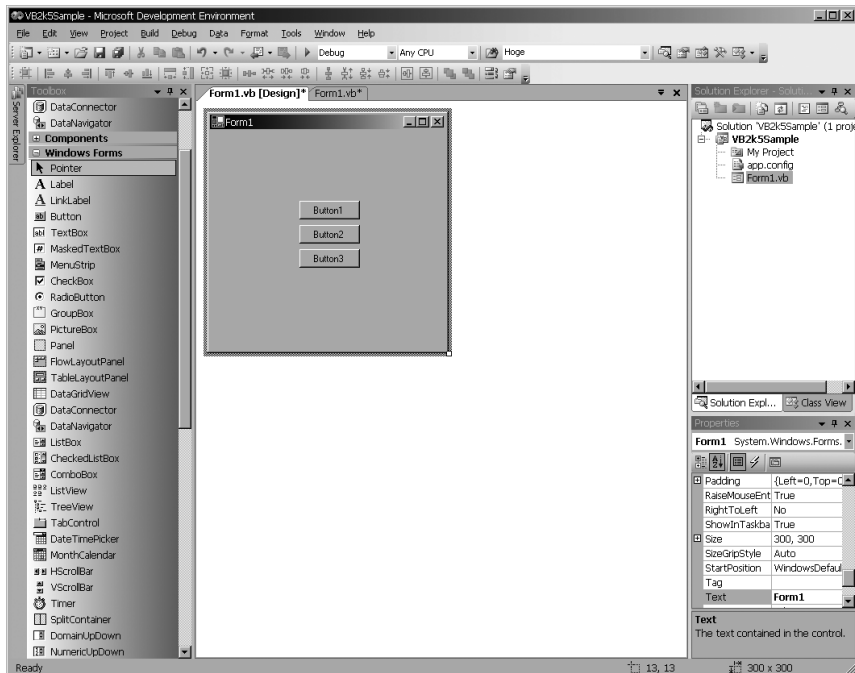 VB2k5Sample - Microsoft Development Environment
File Edit View Project Build Debug Data Format Tools Window Help
Debug Any CPU Hoge
Toolbox
Server Explorer
DataConnector
DataNavigator
Components
Windows Forms
Pointer
Label
LinkLabel
Button
TextBox
MaskedTextBox
MenuStrip
CheckBox
RadioButton
GroupBox
PictureBox
Panel
FlowLayoutPanel
TableLayoutPanel
DataGridView
DataConnector
DataNavigator
ListBox
CheckedListBox
ComboBox
ListView
TreeView
TabControl
DateTimePicker
MonthCalendar
HScrollBar
VScrollBar
Timer
SplitContainer
DomainUpDown
NumericUpDown
Form1.vb [Design]* Form1.vb*
Form1
Button1
Button2
Button3
Solution Explorer - Soluti...
Solution 'VB2k5Sample' (1 proje
VB2k5Sample
My Project
app.config
Form1.vb
Solution Expl... Class View
Properties
Form1 System.Windows.Forms.
Padding {Left=0,Top=0
RaiseMouseEnt True
RightToLeft No
ShowInTaskba True
Size 300, 300
SizeGripStyle Auto
StartPosition WindowsDefaul
Tag
Text Form1
Text
The text contained in the control.
Ready 13, 13 300 x 300